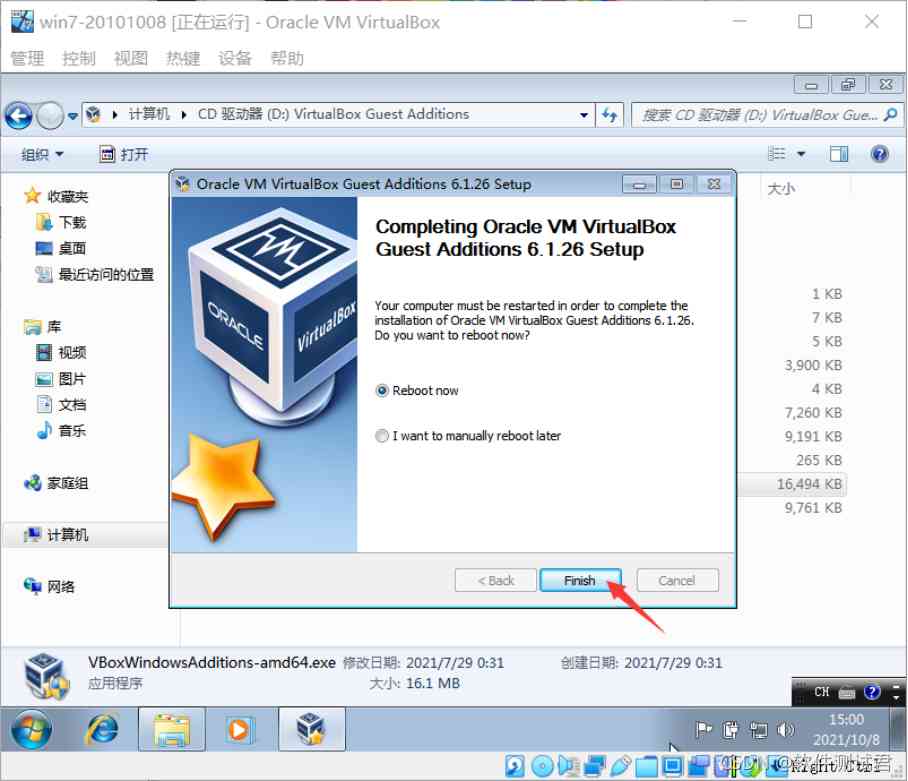 win7-20101008 [正在运行] - Oracle VM VirtualBox
管理 控制 视图 热键 设备 帮助
计算机 CD 驱动器 (D:) VirtualBox Guest Additions
搜索 CD 驱动器 (D:) VirtualBox Gue...
组织 打开
Oracle VM VirtualBox Guest Additions 6.1.26 Setup
大小
收藏夹
下载
桌面
最近访问的位置
库
视频
图片
文档
音乐
家庭组
计算机
网络
ORACLE
VirtualBox
Completing Oracle VM VirtualBox
Guest Additions 6.1.26 Setup
Your computer must be restarted in order to complete the
installation of Oracle VM VirtualBox Guest Additions 6.1.26.
Do you want to reboot now?
Reboot now
I want to manually reboot later
< Back Finish Cancel
1 KB
7 KB
5 KB
3,900 KB
4 KB
7,260 KB
9,191 KB
265 KB
16,494 KB
9,761 KB
VBoxWindowsAdditions-amd64.exe 修改日期: 2021/7/29 0:31 创建日期: 2021/7/29 0:31
应用程序 大小: 16.1 MB
CH
15:00
2021/10/8
Right Ctrl
CSDN @软件测试君